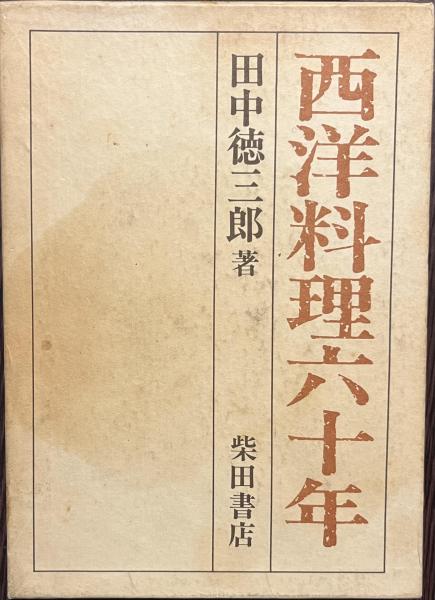 西洋料理六十年
田中徳三郎 著
柴田書店